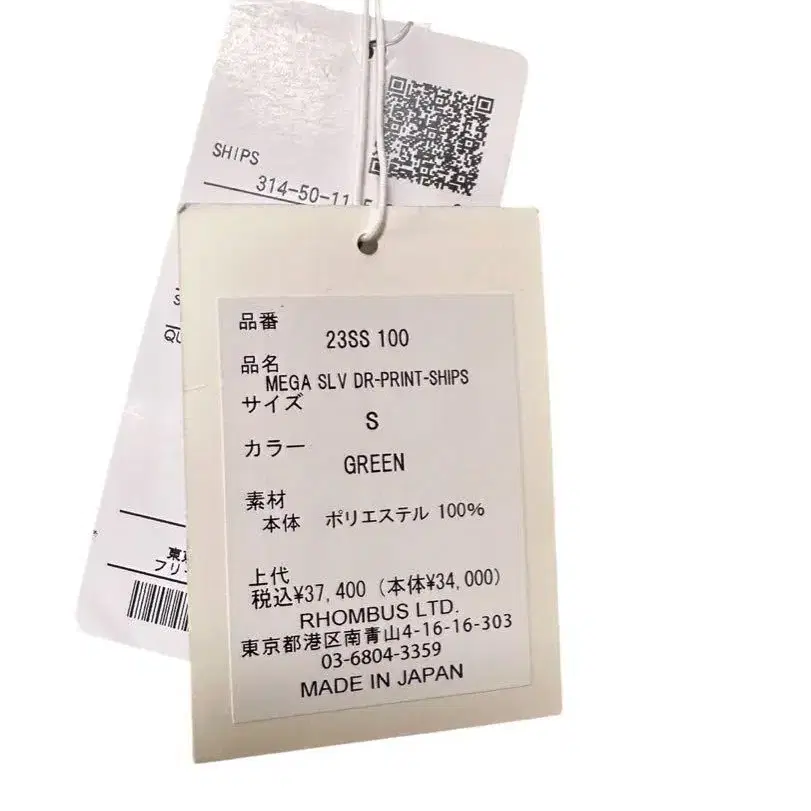 SHIPS
314-50-11
品番
23SS 100
品名
MEGA SLV DR-PRINT-SHIPS
サイズ
S
カラー
GREEN
素材
本体 ポリエステル 100%
上代
税込¥37,400 (本体¥34,000)
RHOMBUS LTD.
東京都港区南青山4-16-16-303
03-6804-3359
MADE IN JAPAN